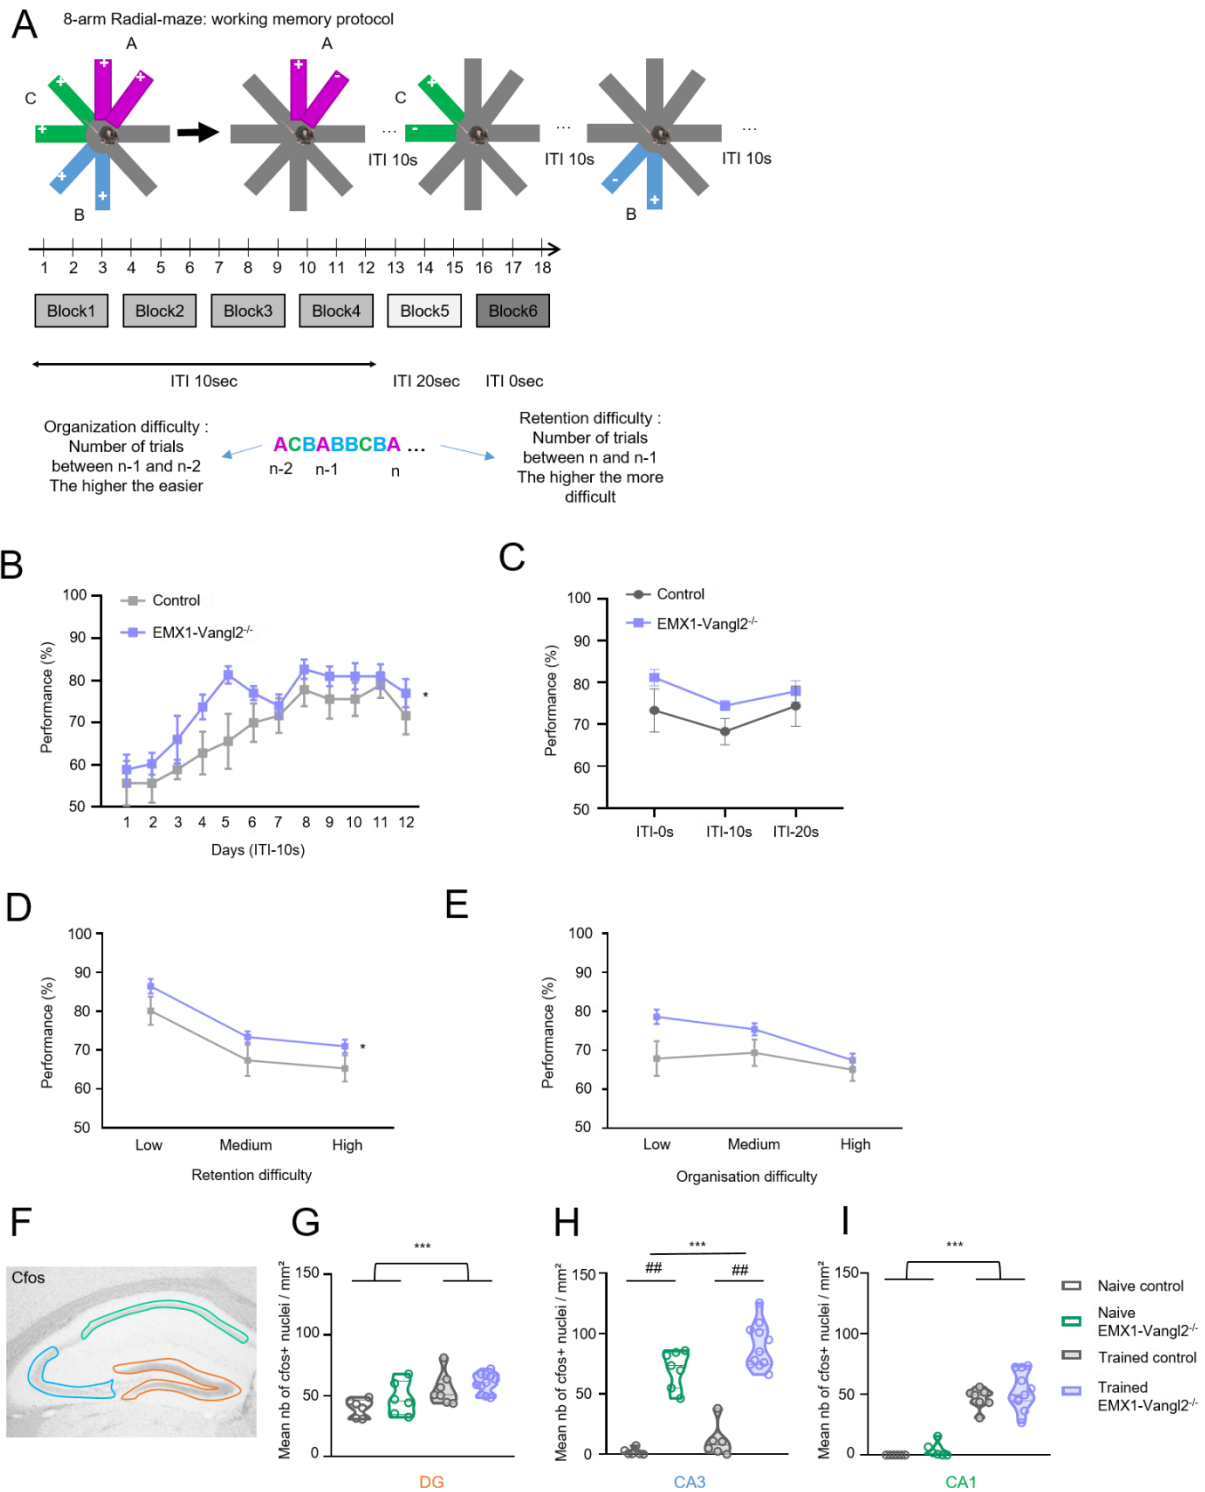 A
8-arm Radial-maze: working memory protocol
A
A
C
C
+ + + +
+ -
+
+ -
+ +
- +
ITI 10s
...
ITI 10s
...
ITI 10s
...
B
B
1 2 3 4 5 6 7 8 9 10 11 12 13 14 15 16 17 18
Block1 Block2 Block3 Block4 Block5 Block6
ITI 10sec ITI 20sec ITI 0sec
Organization difficulty :
Number of trials
between n-1 and n-2
The higher the easier
ACBABBCBA ...
n-2 n-1 n
Retention difficulty :
Number of trials
between n and n-1
The higher the more
difficult
B
Control
EMX1-Vangl2-/-
Performance (%)
100
90
80
70
60
50
*
1 2 3 4 5 6 7 8 9 10 11 12
Days (ITI-10s)
C
Control
EMX1-Vangl2-/-
Performance (%)
100
90
80
70
60
50
ITI-0s ITI-10s ITI-20s
D
Performance (%)
100
90
80
70
60
50
*
Low Medium High
Retention difficulty
E
Performance (%)
100
90
80
70
60
50
Low Medium High
Organisation difficulty
F
Cfos
G
Mean nb of cfos+ nuclei / mm²
150
100
50
0
***
DG
H
Mean nb of cfos+ nuclei / mm²
150
100
50
0
***
## ##
CA3
I
Mean nb of cfos+ nuclei / mm²
150
100
50
0
***
CA1
Naive control
Naive
EMX1-Vangl2-/-
Trained control
Trained
EMX1-Vangl2-/-